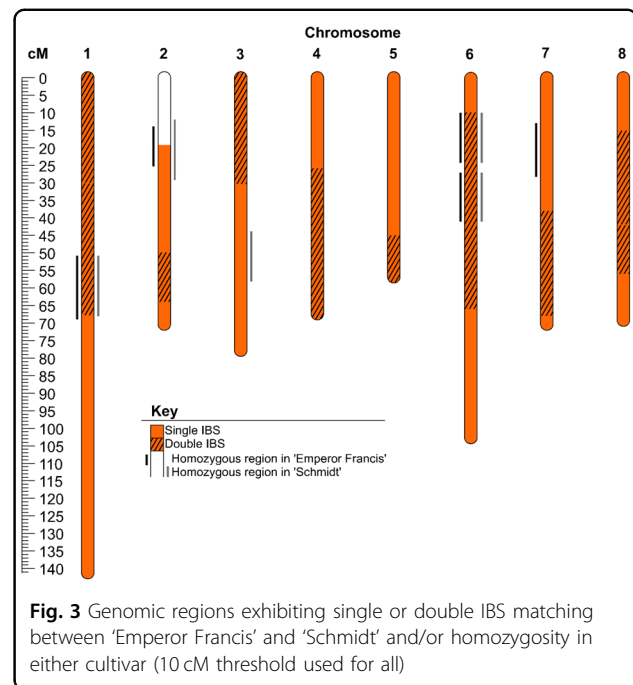 Chromosome
cM 1 2 3 4 5 6 7 8
0
5
10
15
20
25
30
35
40
45
50
55
60
65
70
75
80
85
90
95
100
105
110
115
120
125
130
135
140
Key
Single IBS
Double IBS
Homozygous region in 'Emperor Francis'
Homozygous region in 'Schmidt'
Fig. 3 Genomic regions exhibiting single or double IBS matching
between ‘Emperor Francis’ and ‘Schmidt’ and/or homozygosity in
either cultivar (10 cM threshold used for all)